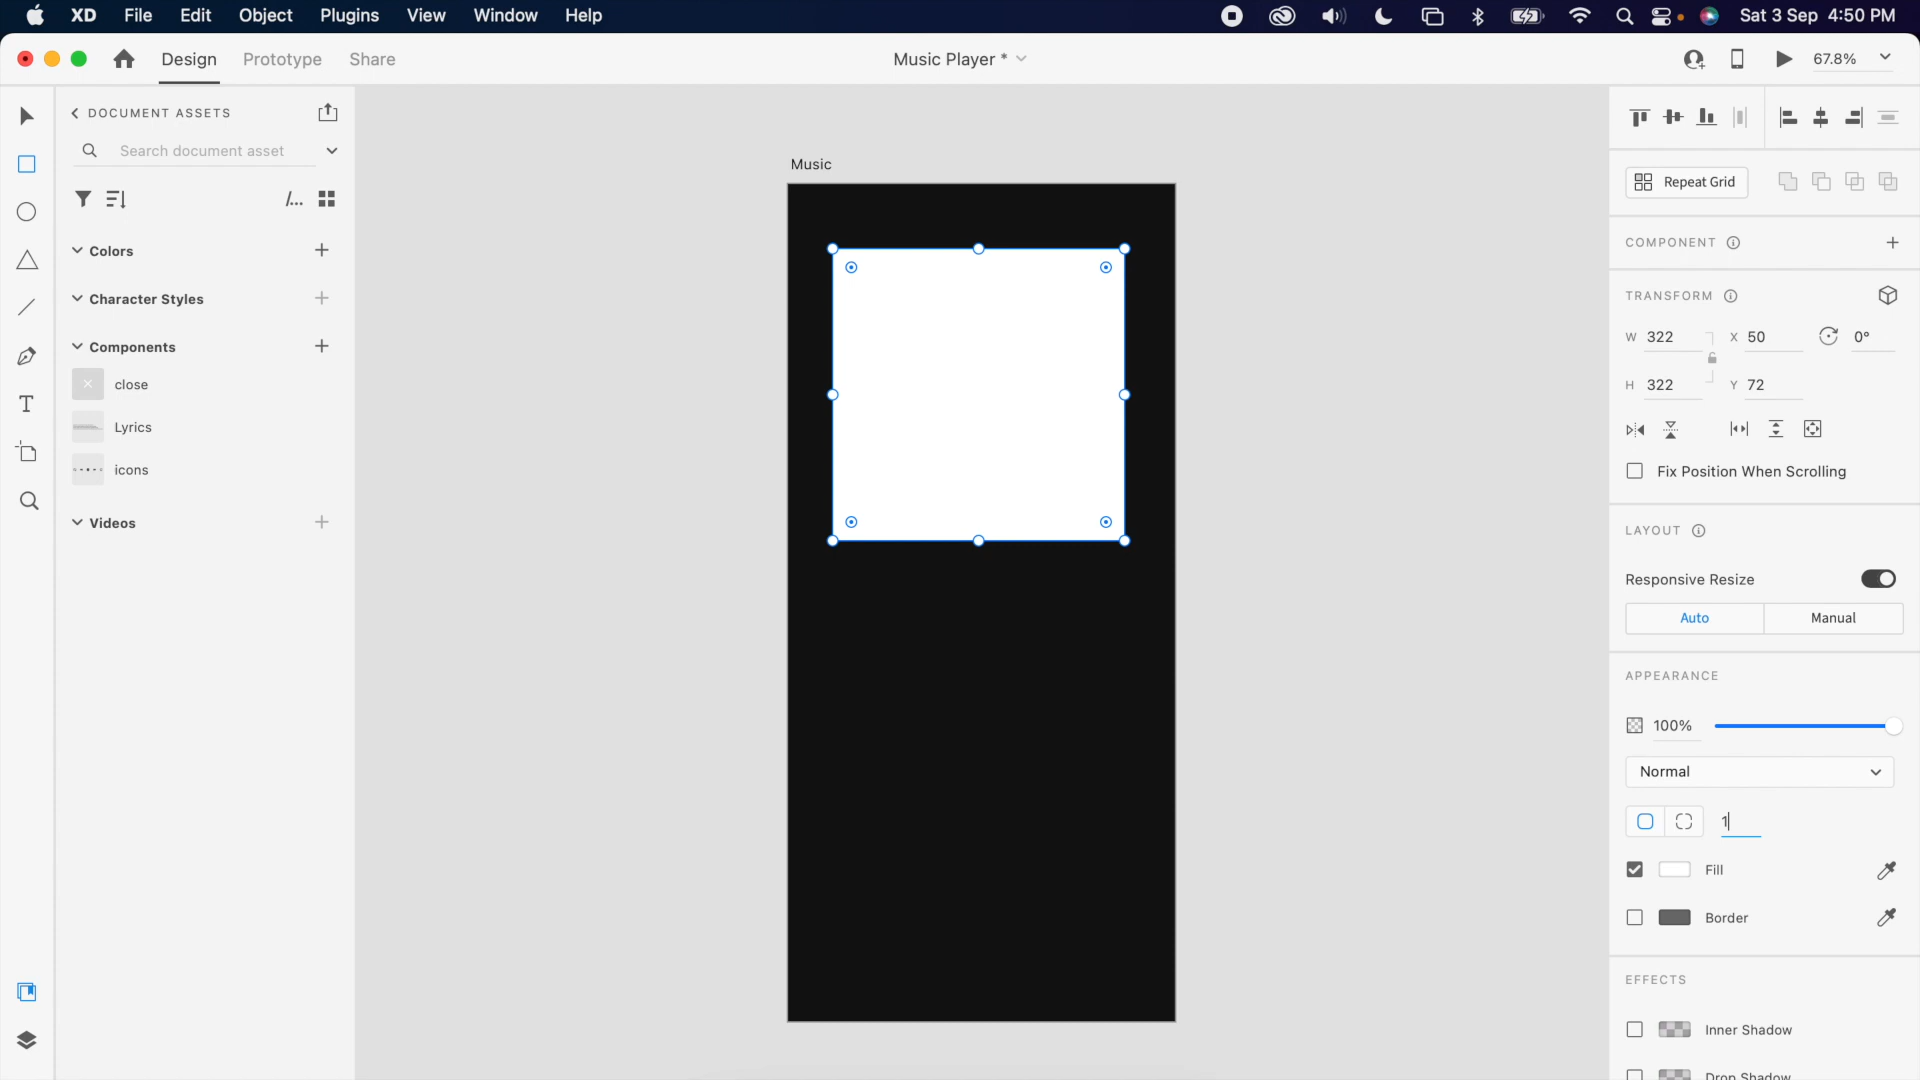 XD File Edit Object Plugins View Window Help Sat 3 Sep 4:50 PM
Design Prototype Share Music Player * 67.8%
DOCUMENT ASSETS
Search document asset
/...
Colors
Character Styles
Components
close
Lyrics
icons
Videos
Music
Repeat Grid
COMPONENT
TRANSFORM
W 322 X 50 0°
H 322 Y 72
Fix Position When Scrolling
LAYOUT
Responsive Resize
Auto Manual
APPEARANCE
100%
Normal
1
Fill
Border
EFFECTS
Inner Shadow
Drop Shadow